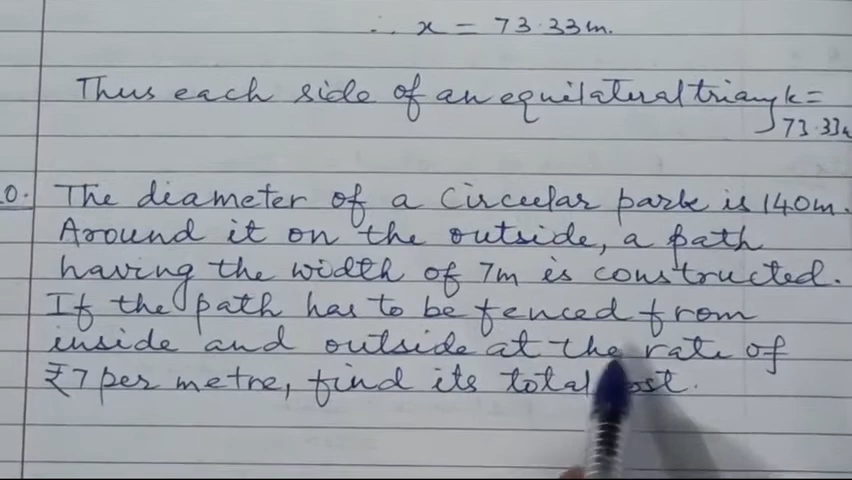 ∴ x = 73.33m.
Thus each side of an equilateral triangle =
73.33
0. The diameter of a circular park is 140m.
Around it on the outside, a path
having the width of 7m is constructed.
If the path has to be fenced from
inside and outside at the rate of
₹7 per metre, find its total cost.